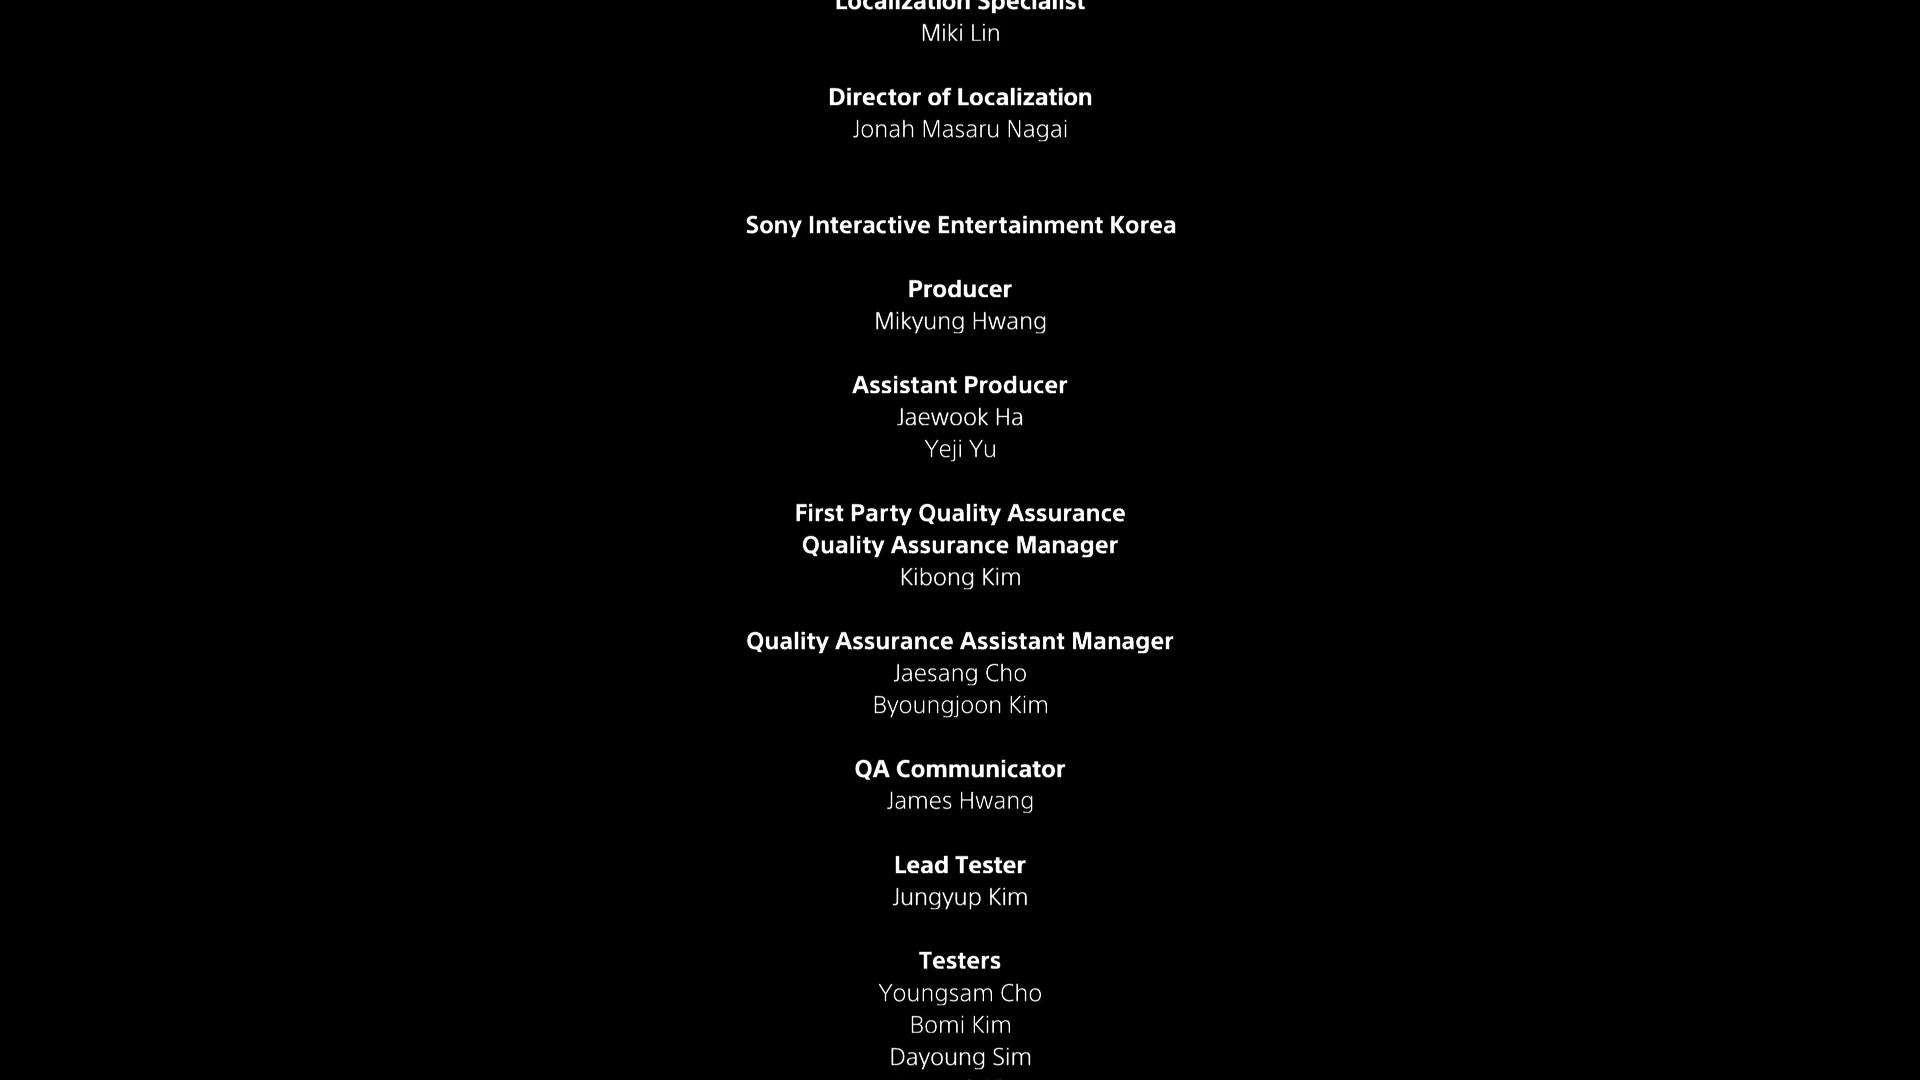 Localization Specialist
Miki Lin
Director of Localization
Jonah Masaru Nagai
Sony Interactive Entertainment Korea
Producer
Mikyung Hwang
Assistant Producer
Jaewook Ha
Yeji Yu
First Party Quality Assurance
Quality Assurance Manager
Kibong Kim
Quality Assurance Assistant Manager
Jaesang Cho
Byoungjoon Kim
QA Communicator
James Hwang
Lead Tester
Jungyup Kim
Testers
Youngsam Cho
Bomi Kim
Dayoung Sim